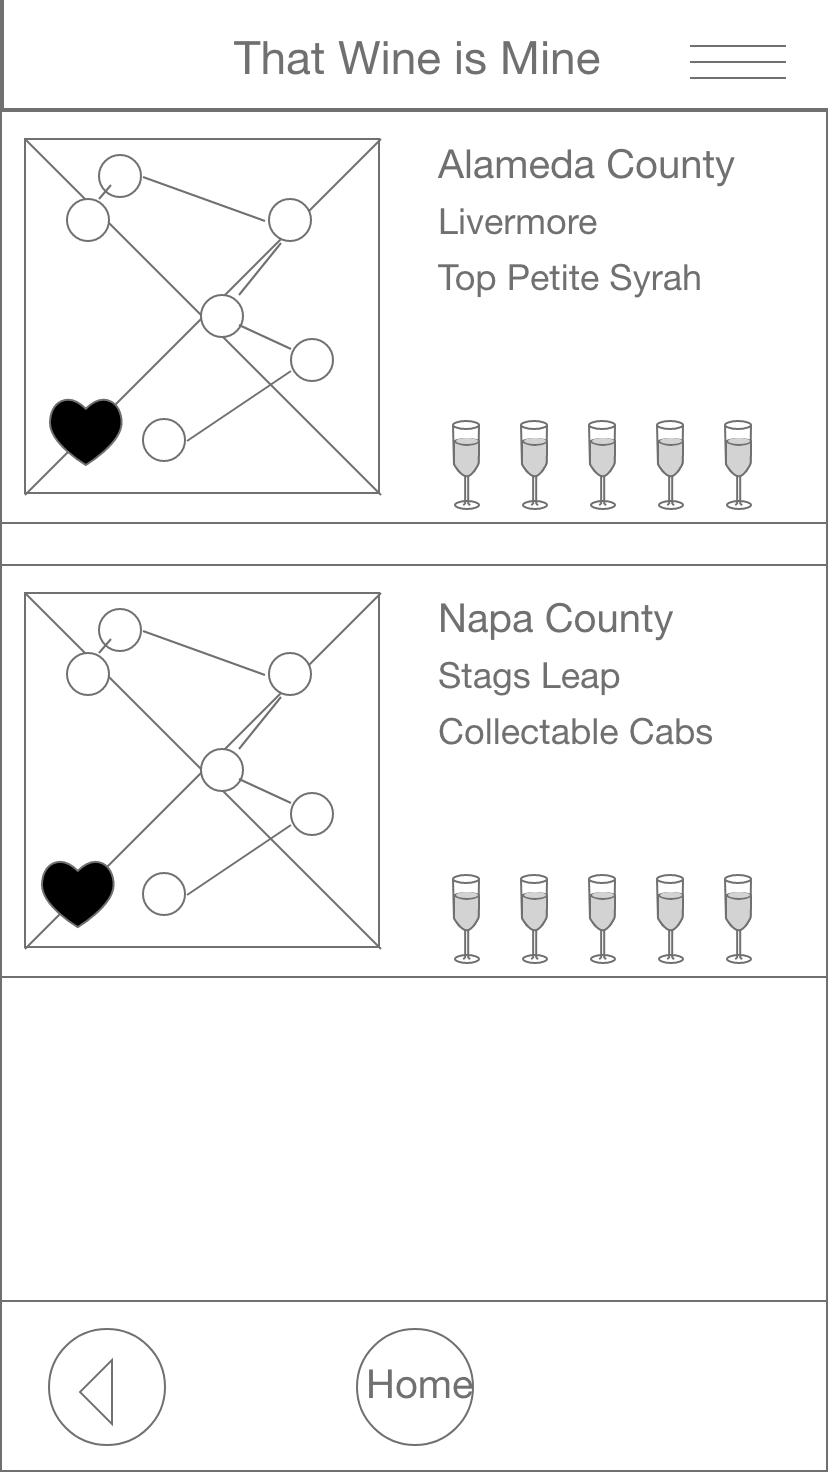 That Wine is Mine
Alameda County
Livermore
Top Petite Syrah
Napa County
Stags Leap
Collectable Cabs
Home